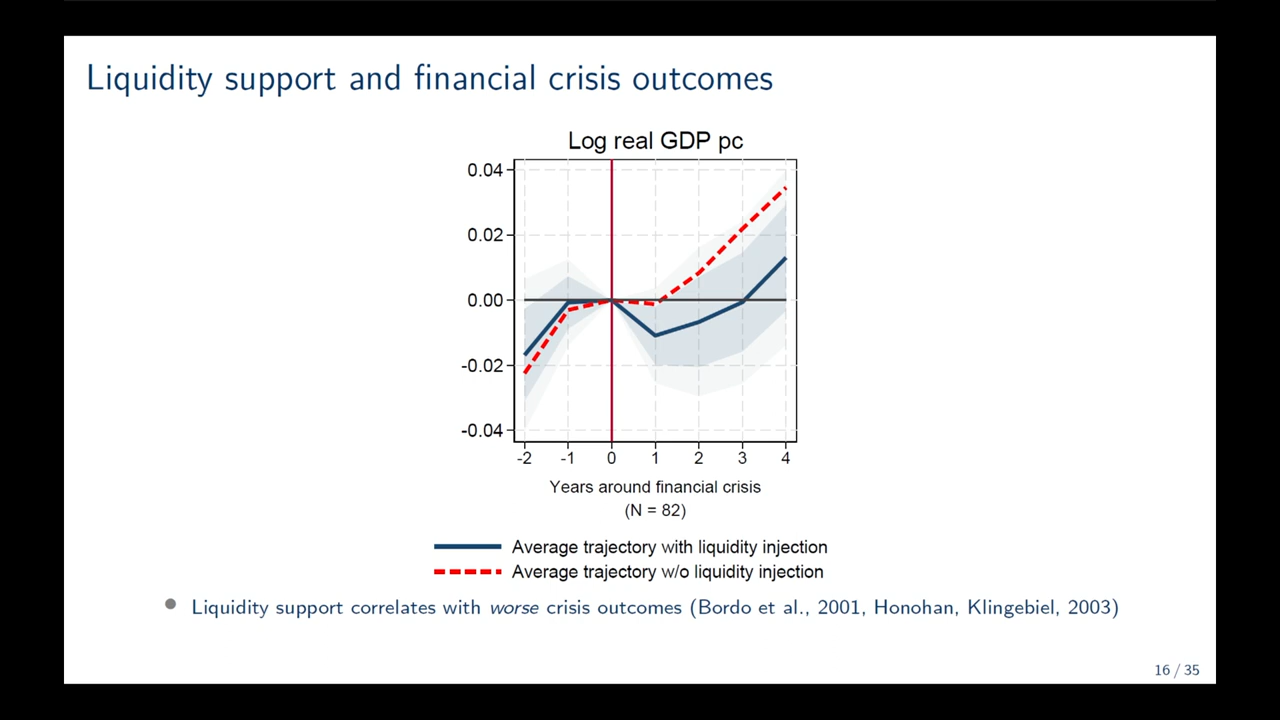 Liquidity support and financial crisis outcomes
Log real GDP pc
0.04
0.02
0.00
-0.02
-0.04
-2 -1 0 1 2 3 4
Years around financial crisis
(N = 82)
Average trajectory with liquidity injection
Average trajectory w/o liquidity injection
• Liquidity support correlates with worse crisis outcomes (Bordo et al., 2001, Honohan, Klingebiel, 2003)
16 / 35